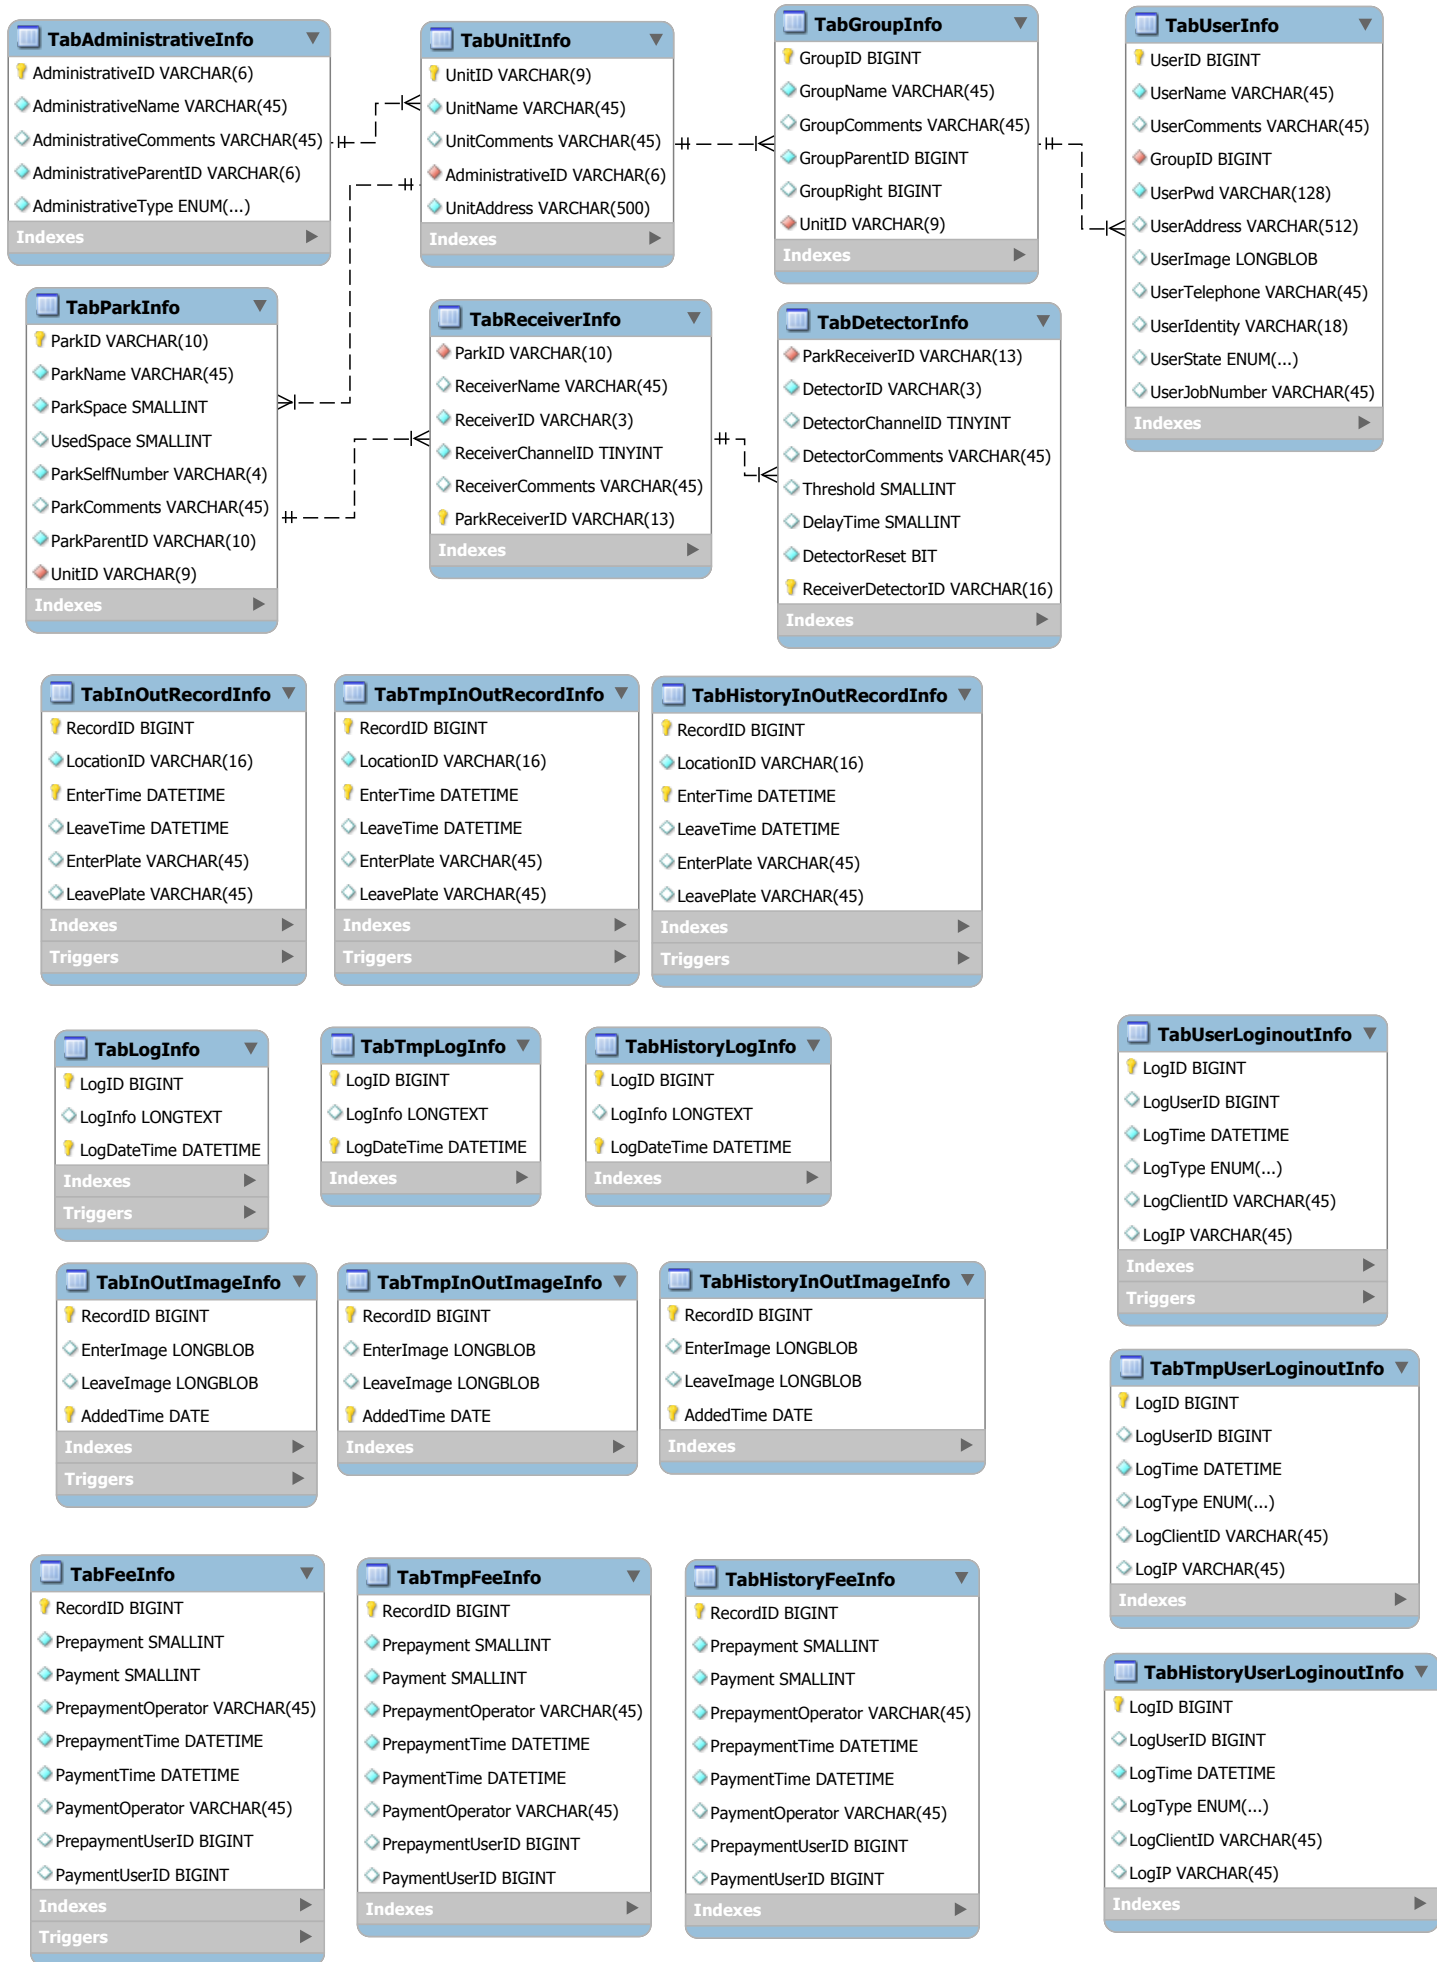 TabAdministrativeInfo
AdministrativeID VARCHAR(6)
AdministrativeName VARCHAR(45)
AdministrativeComments VARCHAR(45)
AdministrativeParentID VARCHAR(6)
AdministrativeType ENUM(...)
Indexes
TabUnitInfo
UnitID VARCHAR(9)
UnitName VARCHAR(45)
UnitComments VARCHAR(45)
AdministrativeID VARCHAR(6)
UnitAddress VARCHAR(500)
Indexes
TabGroupInfo
GroupID BIGINT
GroupName VARCHAR(45)
GroupComments VARCHAR(45)
GroupParentID BIGINT
GroupRight BIGINT
UnitID VARCHAR(9)
Indexes
TabUserInfo
UserID BIGINT
UserName VARCHAR(45)
UserComments VARCHAR(45)
GroupID BIGINT
UserPwd VARCHAR(128)
UserAddress VARCHAR(512)
UserImage LONGBLOB
UserTelephone VARCHAR(45)
UserIdentity VARCHAR(18)
UserState ENUM(...)
UserJobNumber VARCHAR(45)
Indexes
TabParkInfo
ParkID VARCHAR(10)
ParkName VARCHAR(45)
ParkSpace SMALLINT
UsedSpace SMALLINT
ParkSelfNumber VARCHAR(4)
ParkComments VARCHAR(45)
ParkParentID VARCHAR(10)
UnitID VARCHAR(9)
Indexes
TabReceiverInfo
ParkID VARCHAR(10)
ReceiverName VARCHAR(45)
ReceiverID VARCHAR(3)
ReceiverChannelID TINYINT
ReceiverComments VARCHAR(45)
ParkReceiverID VARCHAR(13)
Indexes
TabDetectorInfo
ParkReceiverID VARCHAR(13)
DetectorID VARCHAR(3)
DetectorChannelID TINYINT
DetectorComments VARCHAR(45)
Threshold SMALLINT
DelayTime SMALLINT
DetectorReset BIT
ReceiverDetectorID VARCHAR(16)
Indexes
TabInOutRecordInfo
RecordID BIGINT
LocationID VARCHAR(16)
EnterTime DATETIME
LeaveTime DATETIME
EnterPlate VARCHAR(45)
LeavePlate VARCHAR(45)
Indexes
Triggers
TabTmpInOutRecordInfo
RecordID BIGINT
LocationID VARCHAR(16)
EnterTime DATETIME
LeaveTime DATETIME
EnterPlate VARCHAR(45)
LeavePlate VARCHAR(45)
Indexes
Triggers
TabHistoryInOutRecordInfo
RecordID BIGINT
LocationID VARCHAR(16)
EnterTime DATETIME
LeaveTime DATETIME
EnterPlate VARCHAR(45)
LeavePlate VARCHAR(45)
Indexes
Triggers
TabLogInfo
LogID BIGINT
LogInfo LONGTEXT
LogDateTime DATETIME
Indexes
Triggers
TabTmpLogInfo
LogID BIGINT
LogInfo LONGTEXT
LogDateTime DATETIME
Indexes
TabHistoryLogInfo
LogID BIGINT
LogInfo LONGTEXT
LogDateTime DATETIME
Indexes
TabUserLoginoutInfo
LogID BIGINT
LogUserID BIGINT
LogTime DATETIME
LogType ENUM(...)
LogClientID VARCHAR(45)
LogIP VARCHAR(45)
Indexes
Triggers
TabInOutImageInfo
RecordID BIGINT
EnterImage LONGBLOB
LeaveImage LONGBLOB
AddedTime DATE
Indexes
Triggers
TabTmpInOutImageInfo
RecordID BIGINT
EnterImage LONGBLOB
LeaveImage LONGBLOB
AddedTime DATE
Indexes
TabHistoryInOutImageInfo
RecordID BIGINT
EnterImage LONGBLOB
LeaveImage LONGBLOB
AddedTime DATE
Indexes
TabTmpUserLoginoutInfo
LogID BIGINT
LogUserID BIGINT
LogTime DATETIME
LogType ENUM(...)
LogClientID VARCHAR(45)
LogIP VARCHAR(45)
Indexes
TabFeeInfo
RecordID BIGINT
Prepayment SMALLINT
Payment SMALLINT
PrepaymentOperator VARCHAR(45)
PrepaymentTime DATETIME
PaymentTime DATETIME
PaymentOperator VARCHAR(45)
PrepaymentUserID BIGINT
PaymentUserID BIGINT
Indexes
Triggers
TabTmpFeeInfo
RecordID BIGINT
Prepayment SMALLINT
Payment SMALLINT
PrepaymentOperator VARCHAR(45)
PrepaymentTime DATETIME
PaymentTime DATETIME
PaymentOperator VARCHAR(45)
PrepaymentUserID BIGINT
PaymentUserID BIGINT
Indexes
TabHistoryFeeInfo
RecordID BIGINT
Prepayment SMALLINT
Payment SMALLINT
PrepaymentOperator VARCHAR(45)
PrepaymentTime DATETIME
PaymentTime DATETIME
PaymentOperator VARCHAR(45)
PrepaymentUserID BIGINT
PaymentUserID BIGINT
Indexes
TabHistoryUserLoginoutInfo
LogID BIGINT
LogUserID BIGINT
LogTime DATETIME
LogType ENUM(...)
LogClientID VARCHAR(45)
LogIP VARCHAR(45)
Indexes